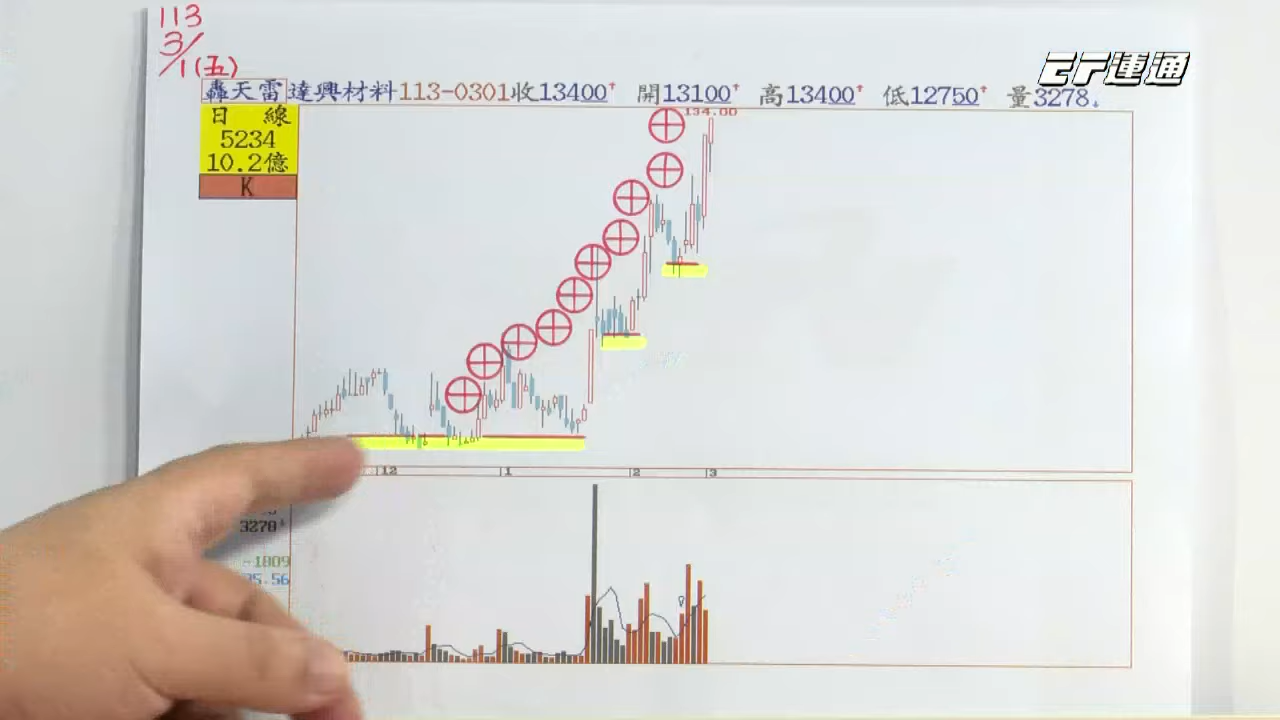 113
3/1(五)
EF運通
轟天雷 達興材料113-0301收13400↑ 開13100↑ 高13400↑ 低12750↑ 量3278↓
日 線
5234
10.2億
K
134.00
12 1 2 3
3278
-1809